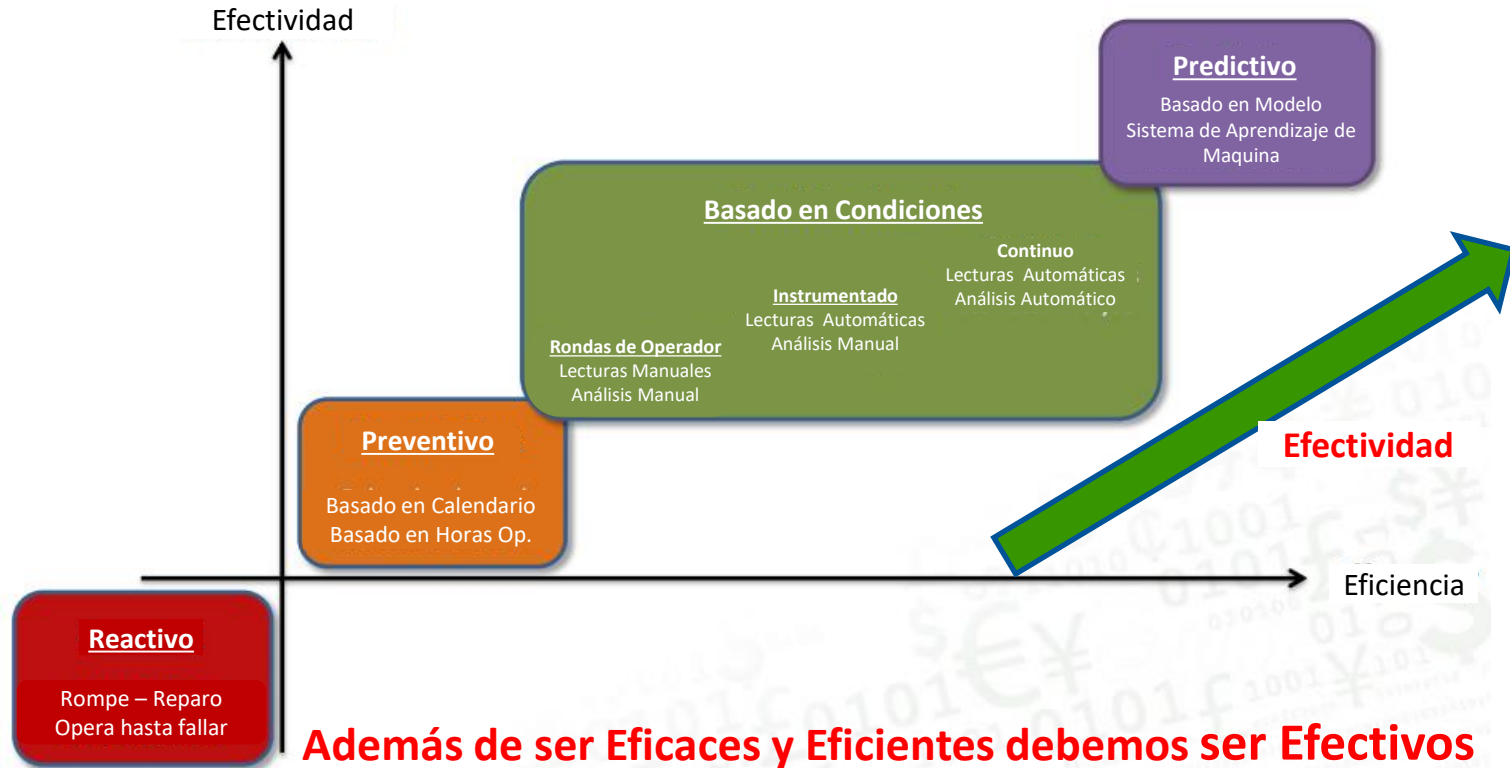 Efectividad
Predictivo
Basado en Modelo
Sistema de Aprendizaje de
Maquina
Basado en Condiciones
Continuo
Lecturas Automáticas
Análisis Automático
Instrumentado
Lecturas Automáticas
Análisis Manual
Rondas de Operador
Lecturas Manuales
Análisis Manual
Preventivo
Basado en Calendario
Basado en Horas Op.
Efectividad
Eficiencia
Reactivo
Rompe – Reparo
Opera hasta fallar
Además de ser Eficaces y Eficientes debemos ser Efectivos